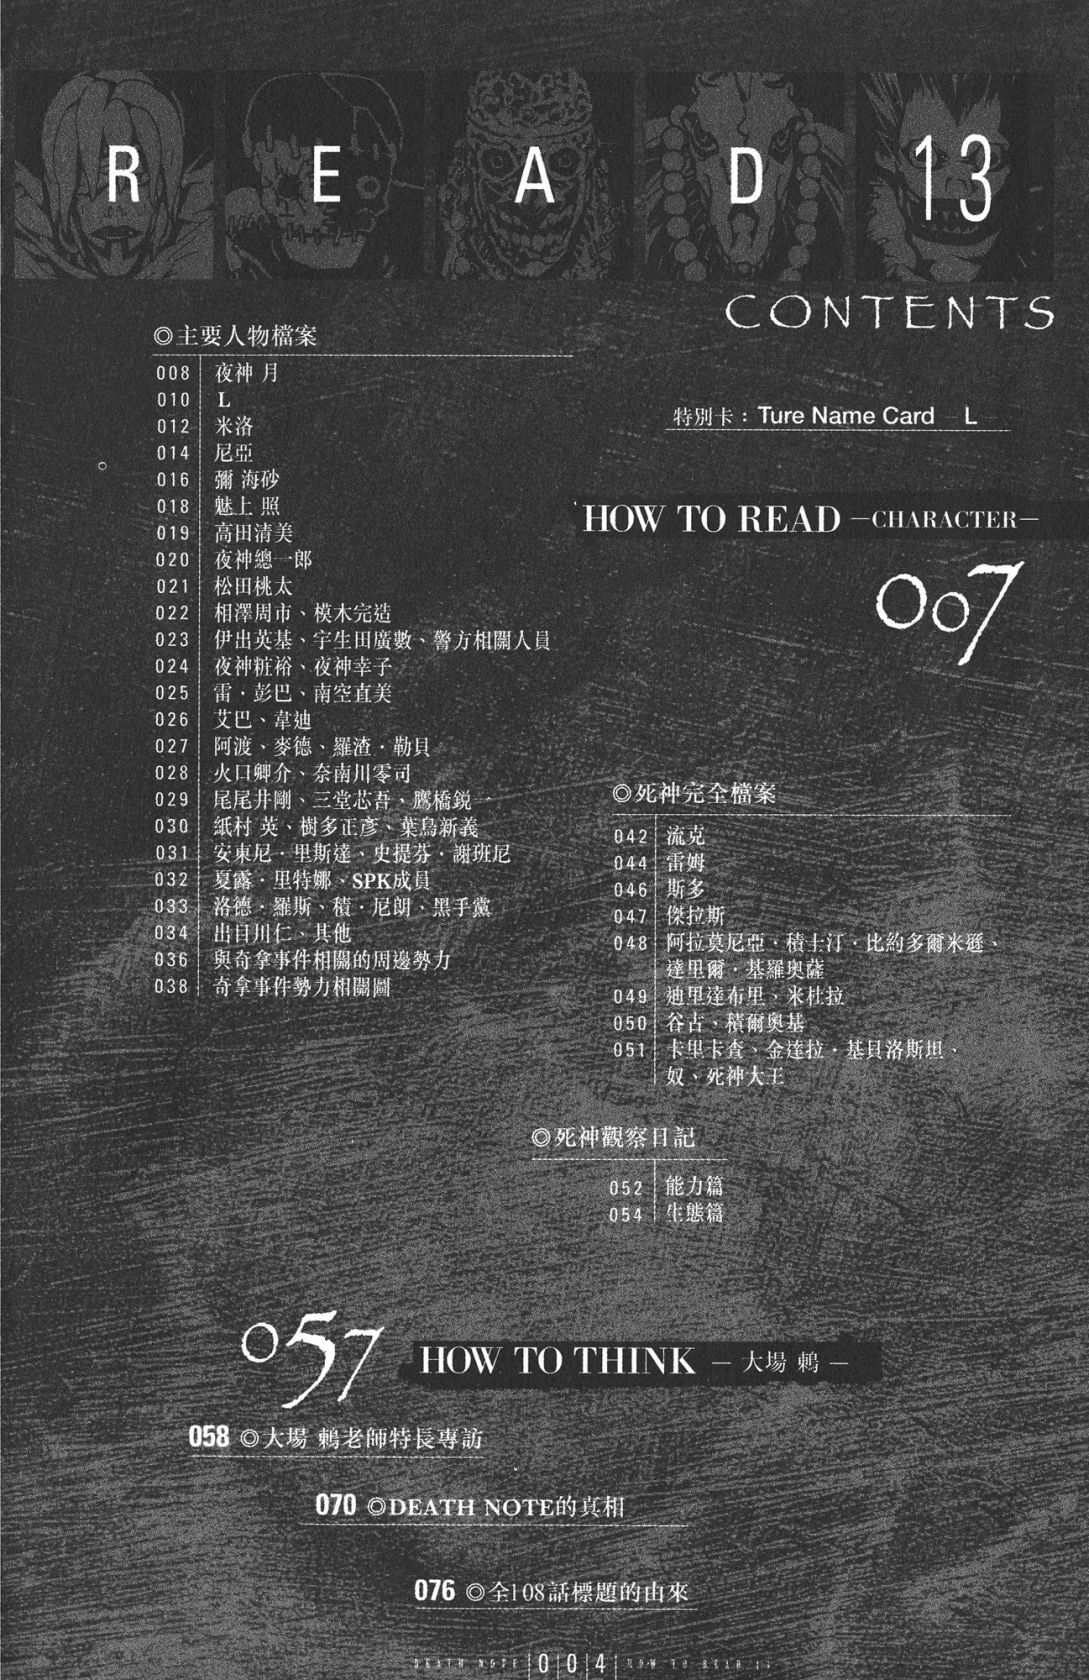 READ 13
CONTENTS
特別卡：Ture Name Card －L－
HOW TO READ —CHARACTER—
007
◎主要人物檔案
008 夜神 月
010 L
012 米洛
014 尼亞
016 彌 海砂
018 魅上 照
019 高田清美
020 夜神總一郎
021 松田桃太
022 相澤周市、模木完造
023 伊出英基、宇生田廣數、警方相關人員
024 夜神粧裕、夜神幸子
025 雷．彭巴、南空直美
026 艾巴、韋迪
027 阿渡、麥德、羅渣．勒貝
028 火口卿介、奈南川零司
029 尾尾井剛、三堂芯吾、鷹橋鋭一
030 紙村 英、樹多正彥、葉鳥新義
031 安東尼．里斯達、史提芬．謝班尼
032 夏露．里特娜、SPK成員
033 洛德．羅斯、積．尼朗、黑手黨
034 出目川仁、其他
036 與奇拿事件相關的周邊勢力
038 奇拿事件勢力相關圖
◎死神完全檔案
042 流克
044 雷姆
046 斯多
047 傑拉斯
048 阿拉莫尼亞．積士汀．比約多爾米遜、
達里爾．基羅奧薩
049 迪里達布里、米杜拉
050 谷古、積爾奧基
051 卡里卡查、金達拉．基貝洛斯坦、
奴、死神大王
◎死神觀察日記
052 能力篇
054 生態篇
057
HOW TO THINK — 大場 鶇 —
058 ◎大場 鶇老師特長專訪
070 ◎DEATH NOTE的真相
076 ◎全108話標題的由來
DEATH NOTE 004 HOW TO READ 13